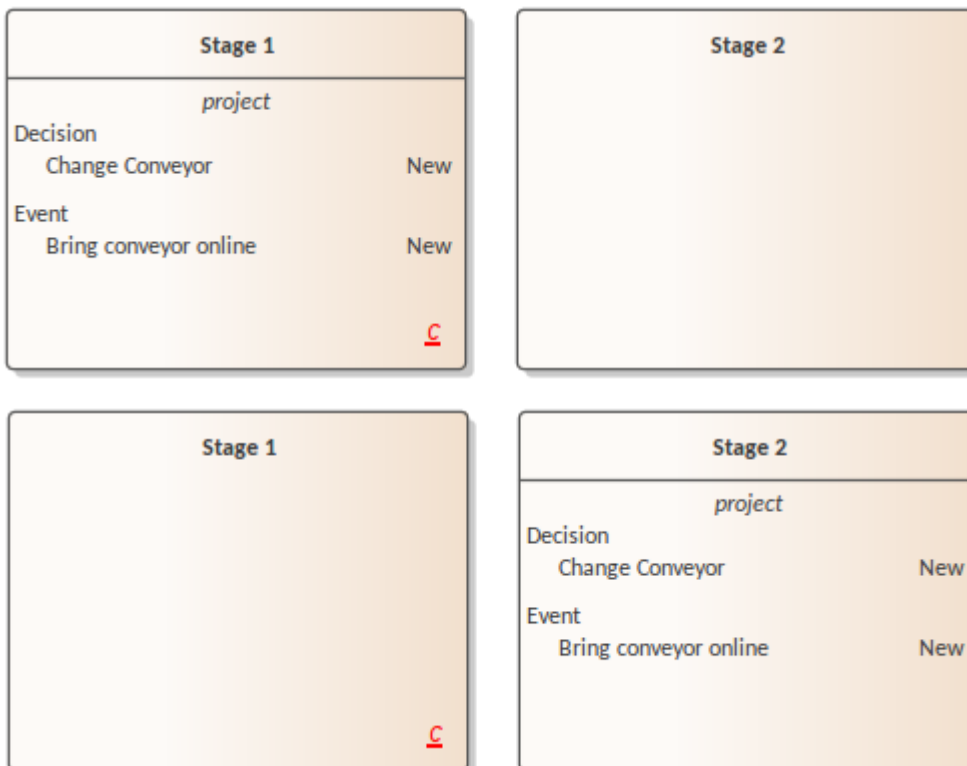 Stage 1
project
Decision
Change Conveyor New
Event
Bring conveyor online New
C
Stage 2
Stage 1
C
Stage 2
project
Decision
Change Conveyor New
Event
Bring conveyor online New